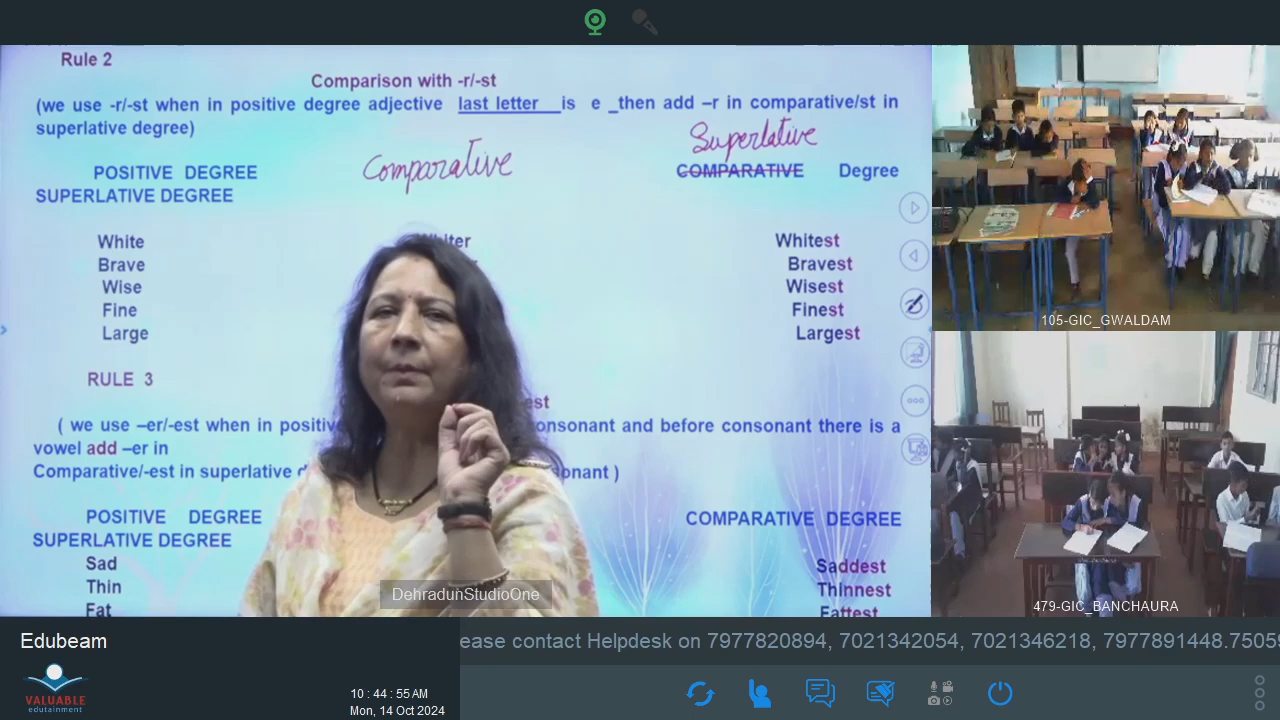 Rule 2
Comparison with -r/-st
(we use -r/-st when in positive degree adjective last letter is e _then add –r in comparative/st in
superlative degree)
Superlative
Comparative
POSITIVE DEGREE COMPARATIVE Degree
SUPERLATIVE DEGREE
White Whitest
Brave Bravest
Wise Wisest
Fine Finest
Large Largest
RULE 3
( we use –er/-est when in positive and before consonant there is a
vowel add –er in
Comparative/-est in superlative
POSITIVE DEGREE COMPARATIVE DEGREE
SUPERLATIVE DEGREE
Sad Saddest
Thin Thinnest
Fat Fattest
DehradunStudioOne
105-GIC_GWALDAM
479-GIC_BANCHAURA
Edubeam
contact Helpdesk on 7977820894, 7021342054, 7021346218, 7977891448.
VALUABLE
edutainment
10 : 44 : 55 AM
Mon, 14 Oct 2024